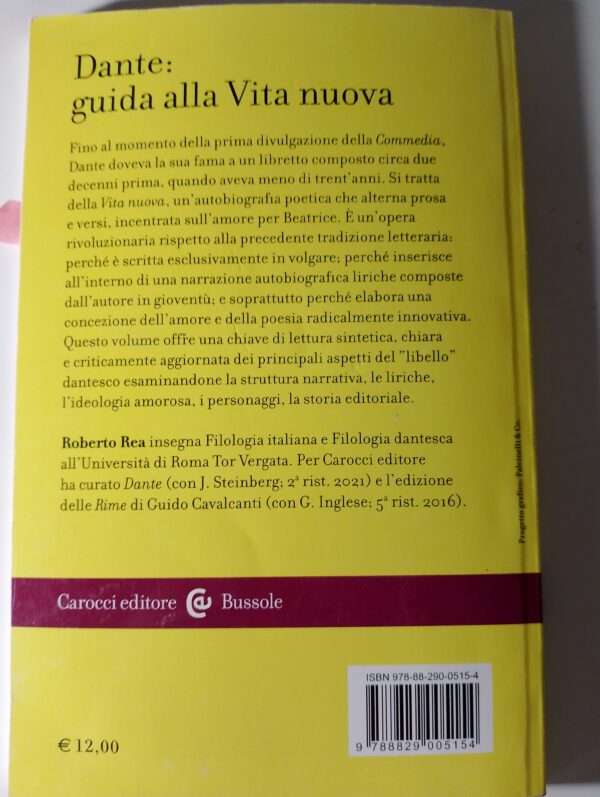 Dante:
guida alla Vita nuova
Fino al momento della prima divulgazione della Commedia,
Dante doveva la sua fama a un libretto composto circa due
decenni prima, quando aveva meno di trent'anni. Si tratta
della Vita nuova, un'autobiografia poetica che alterna prosa
e versi, incentrata sull'amore per Beatrice. È un'opera
rivoluzionaria rispetto alla precedente tradizione letteraria:
perché è scritta esclusivamente in volgare; perché inserisce
all'interno di una narrazione autobiografica liriche composte
dall'autore in gioventù; e soprattutto perché elabora una
concezione dell'amore e della poesia radicalmente innovativa.
Questo volume offre una chiave di lettura sintetica, chiara
e criticamente aggiornata dei principali aspetti del "libello"
dantesco esaminandone la struttura narrativa, le liriche,
l'ideologia amorosa, i personaggi, la storia editoriale.
Roberto Rea insegna Filologia italiana e Filologia dantesca
all'Università di Roma Tor Vergata. Per Carocci editore
ha curato Dante (con J. Steinberg; 2ª rist. 2021) e l'edizione
delle Rime di Guido Cavalcanti (con G. Inglese; 5ª rist. 2016).
Progetto grafico: Falcinelli & Co.
Carocci editore Bussole
ISBN 978-88-290-0515-4
9 788829 005154
€ 12,00